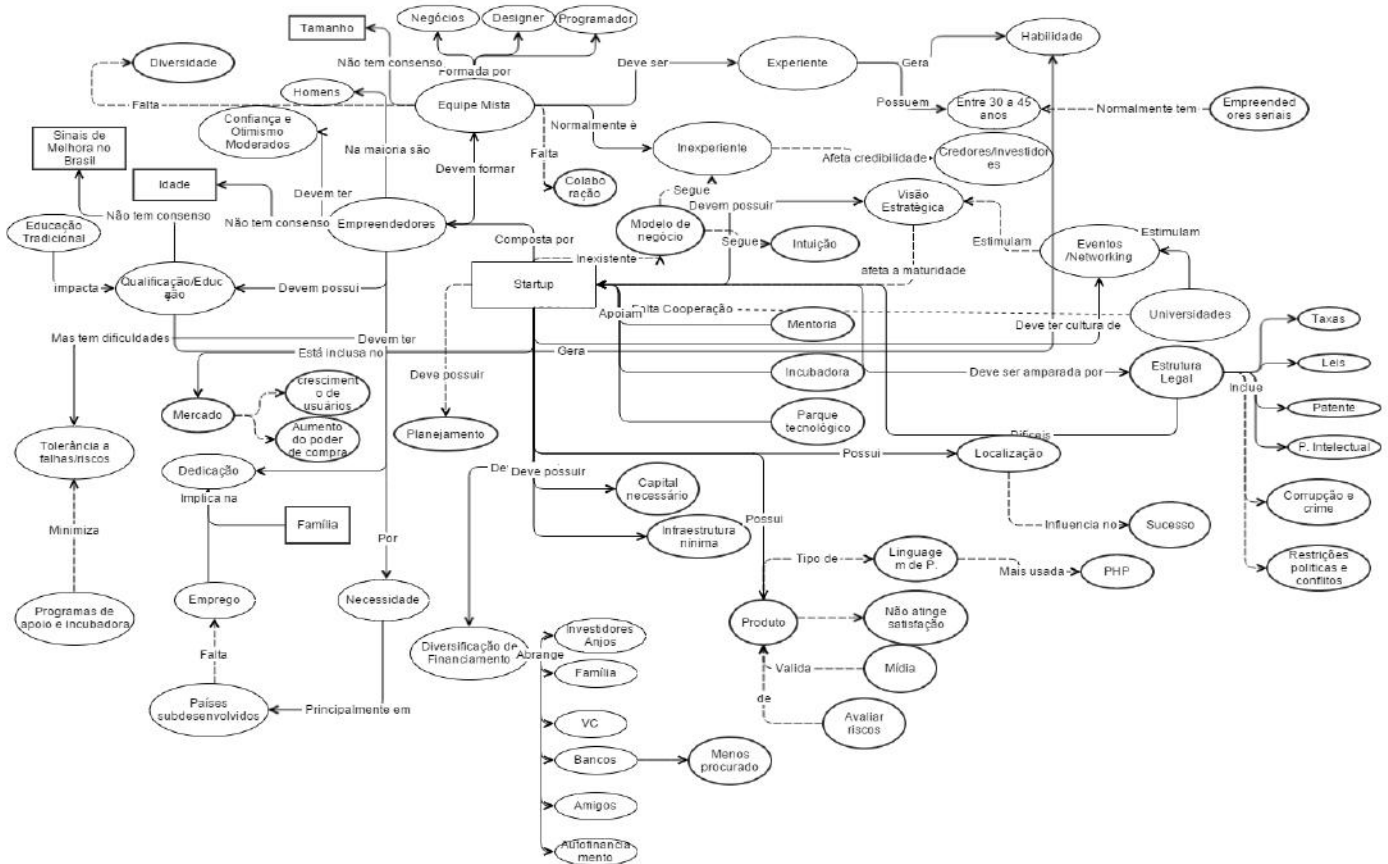 Tamanho
Negócios
Designer
Programador
Habilidade
Diversidade
Não tem consenso
Formada por
Deve ser
Experiente
Gera
Homens
Falta
Equipe Mista
Possuem
Entre 30 a 45
anos
Normalmente tem
Empreended
ores seriais
Confiança e
Otimismo
Moderados
Normalmente é
Sinais de
Melhora no
Brasil
Na maioria são
Falta
Inexperiente
Afeta credibilidade
Credores/Investidor
es
Idade
Devem formar
Colabo
ração
Segue
Visão
Estratégica
Devem ter
Devem possuir
Não tem consenso
Não tem consenso
Empreendedores
Modelo de
negócio
Educação
Tradicional
Composta por
Segue
Intuição
Estimulam
Eventos
/Networking
Estimulam
Inexistente
afeta a maturidade
impacta
Qualificação/Educ
ção
Devem possui
Startup
Apoiam
Falta Cooperação
Universidades
Mentoria
Deve ter cultura de
Taxas
Mas tem dificuldades
Devem ter
Está inclusa no
Gera
Deve possuir
Incubadora
Deve ser amparada por
Estrutura
Legal
Leis
Inclue
Mercado
cresciment
o de
usuários
Aumento
do poder
de compra
Planejamento
Parque
tecnológico
Patente
Difíceis
P. Intelectual
Tolerância a
falhas/riscos
Dedicação
Deve possuir
Possui
Localização
Implica na
Capital
necessário
Corrupção e
crime
Minimiza
Família
Possui
Influencia no
Sucesso
Infraestrutura
mínima
Por
Tipo de
Linguage
m de P.
Mais usada
PHP
Restrições
políticas e
conflitos
Programas de
apoio e incubadora
Emprego
Necessidade
Produto
Não atinge
satisfação
Investidores
Anjos
Diversificação de
Financiamento
Abrange
Falta
Família
Valida
Mídia
Países
subdesenvolvidos
Principalmente em
VC
de
Avaliar
riscos
Bancos
Menos
procurado
Amigos
Autofinancia
mento